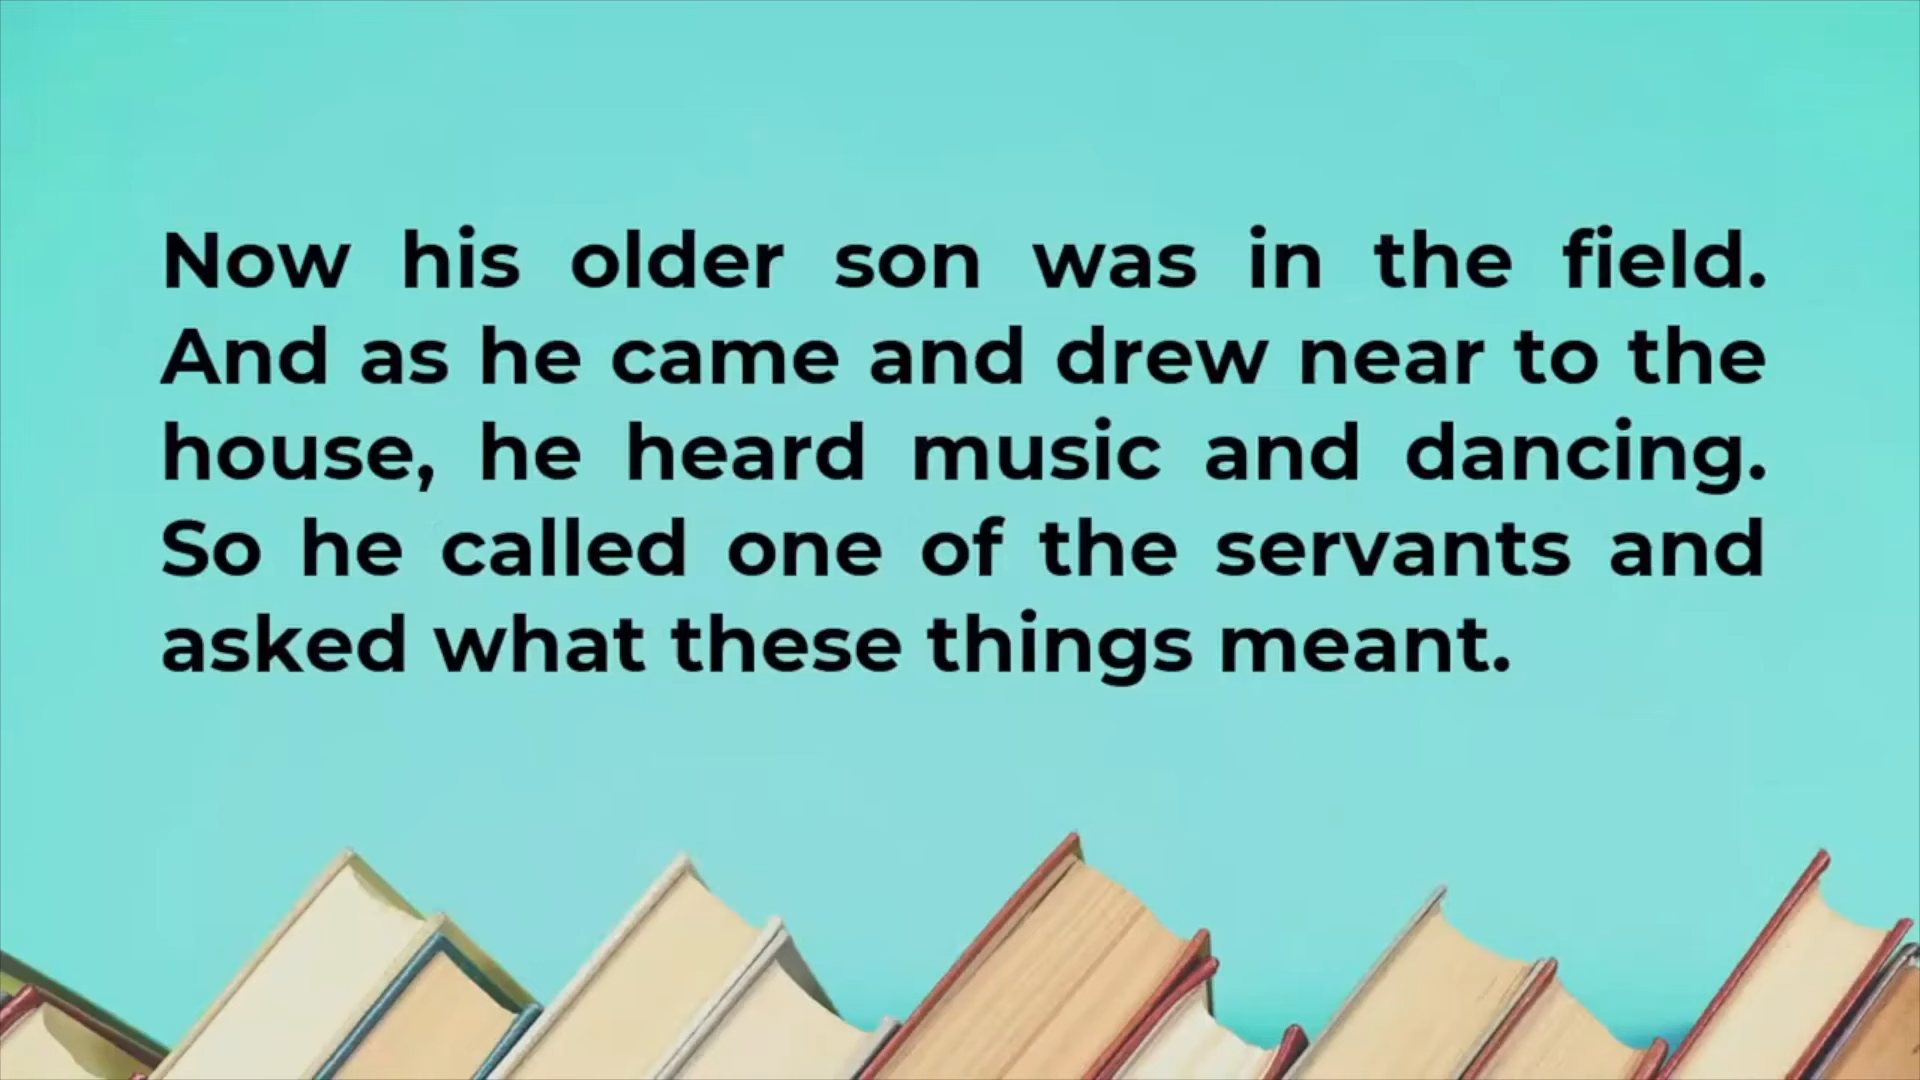 Now his older son was in the field.
And as he came and drew near to the
house, he heard music and dancing.
So he called one of the servants and
asked what these things meant.